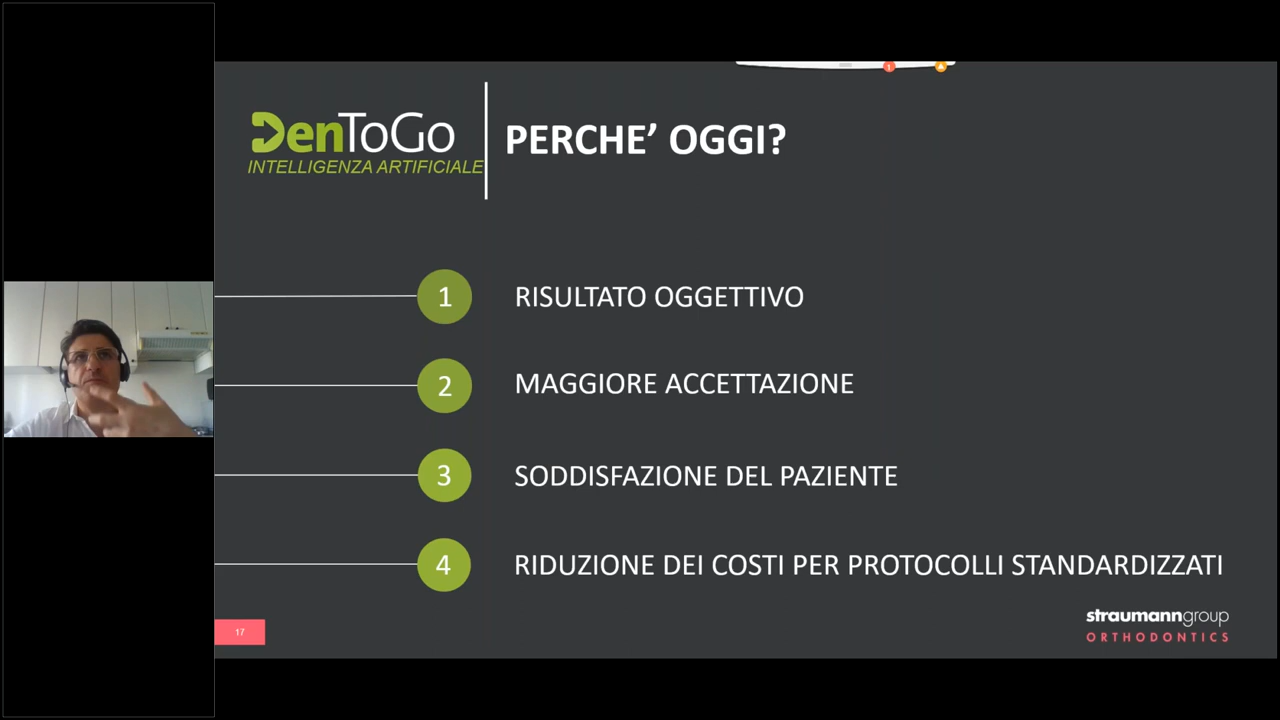 DenToGo
INTELLIGENZA ARTIFICIALE
PERCHE’ OGGI?
1 RISULTATO OGGETTIVO
2 MAGGIORE ACCETTAZIONE
3 SODDISFAZIONE DEL PAZIENTE
4 RIDUZIONE DEI COSTI PER PROTOCOLLI STANDARDIZZATI
17
straumanngroup
ORTHODONTICS